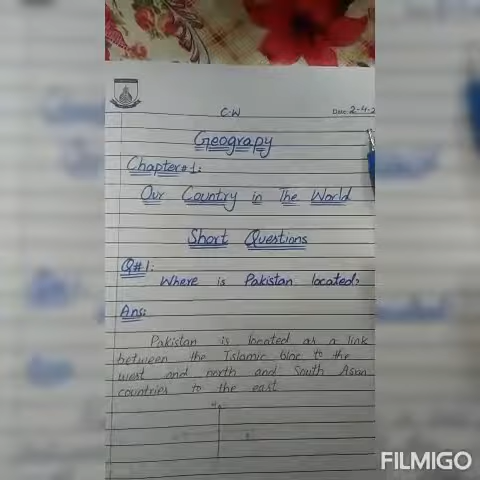 C.W
Date: 2-4-2
Geograpy
Chapter#1:
Our Country in The World
Short Questions
Q#1:
Where is Pakistan located?
Ans:
Pakistan is located as a link
between the Islamic bloc to the
west and north and South Asian
countries to the east
FILMIGO